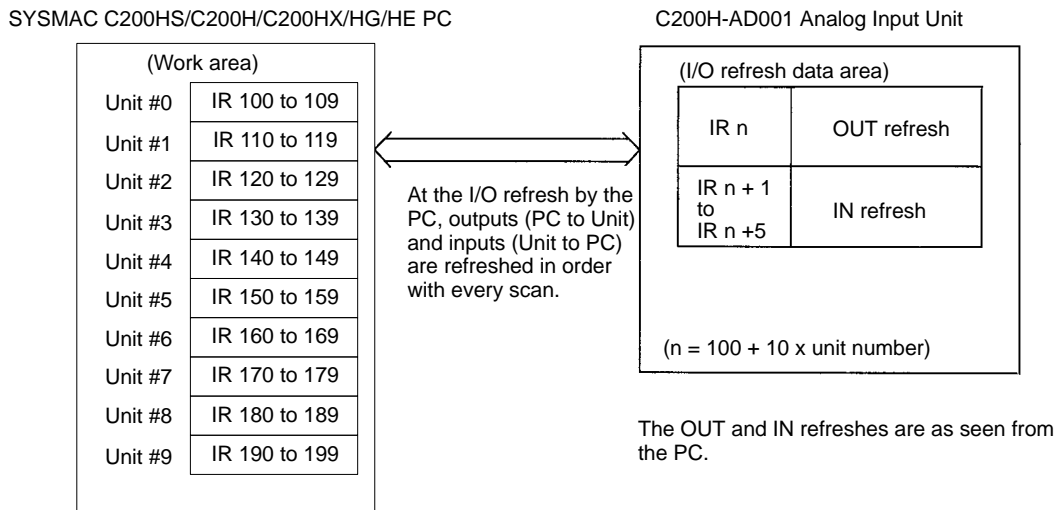 SYSMAC C200HS/C200H/C200HX/HG/HE PC
(Work area)
Unit #0 IR 100 to 109
Unit #1 IR 110 to 119
Unit #2 IR 120 to 129
Unit #3 IR 130 to 139
Unit #4 IR 140 to 149
Unit #5 IR 150 to 159
Unit #6 IR 160 to 169
Unit #7 IR 170 to 179
Unit #8 IR 180 to 189
Unit #9 IR 190 to 199
At the I/O refresh by the
PC, outputs (PC to Unit)
and inputs (Unit to PC)
are refreshed in order
with every scan.
C200H-AD001 Analog Input Unit
(I/O refresh data area)
IR n OUT refresh
IR n + 1
to
IR n +5
IN refresh
(n = 100 + 10 x unit number)
The OUT and IN refreshes are as seen from
the PC.